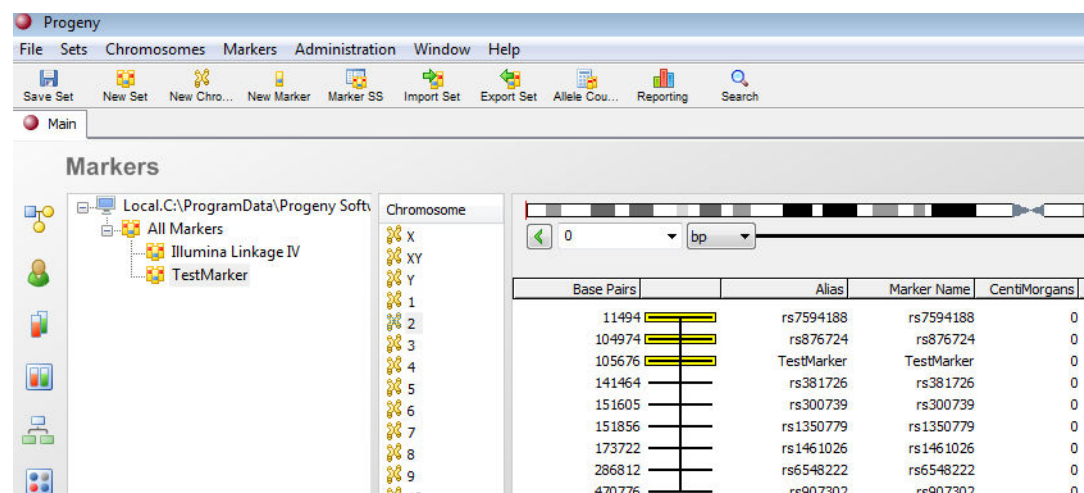 Progeny
File Sets Chromosomes Markers Administration Window Help
Save Set New Set New Chro... New Marker Marker SS Import Set Export Set Allele Cou... Reporting Search
Main
Markers
Local.C:\ProgramData\Progeny Softw
All Markers
Illumina Linkage IV
TestMarker
Chromosome
X
XY
Y
1
2
3
4
5
6
7
8
9
0 bp
Base Pairs Alias Marker Name CentiMorgans
11494 rs7594188 rs7594188 0
104974 rs876724 rs876724 0
105676 TestMarker TestMarker 0
141464 rs381726 rs381726 0
151605 rs300739 rs300739 0
151856 rs1350779 rs1350779 0
173722 rs1461026 rs1461026 0
286812 rs6548222 rs6548222 0
470776 rs907302 rs907302 0